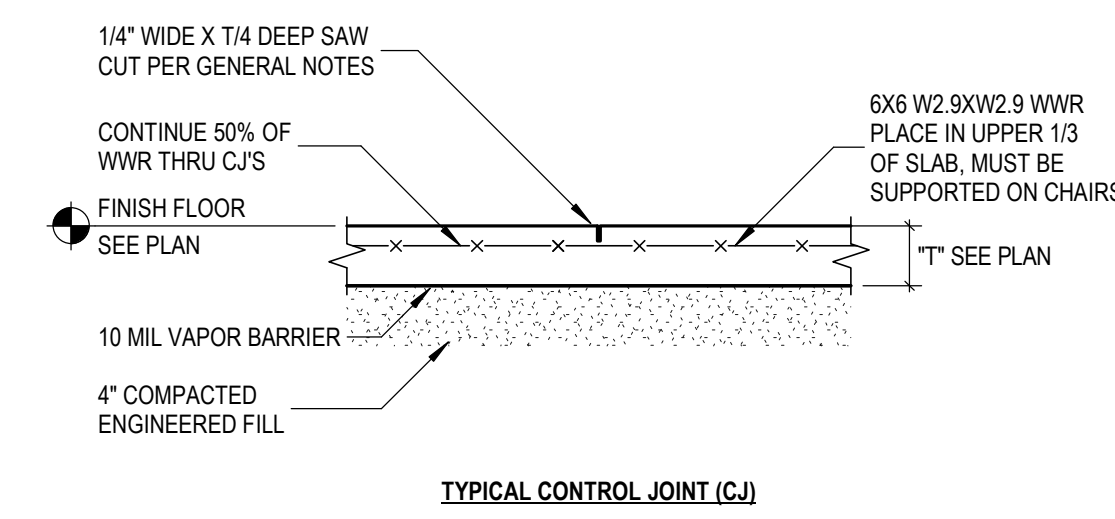 1/4" WIDE X T/4 DEEP SAW
CUT PER GENERAL NOTES
CONTINUE 50% OF
WWR THRU CJ'S
6X6 W2.9XW2.9 WWR
PLACE IN UPPER 1/3
OF SLAB, MUST BE
SUPPORTED ON CHAIRS
FINISH FLOOR
SEE PLAN
"T" SEE PLAN
10 MIL VAPOR BARRIER
4" COMPACTED
ENGINEERED FILL
TYPICAL CONTROL JOINT (CJ)